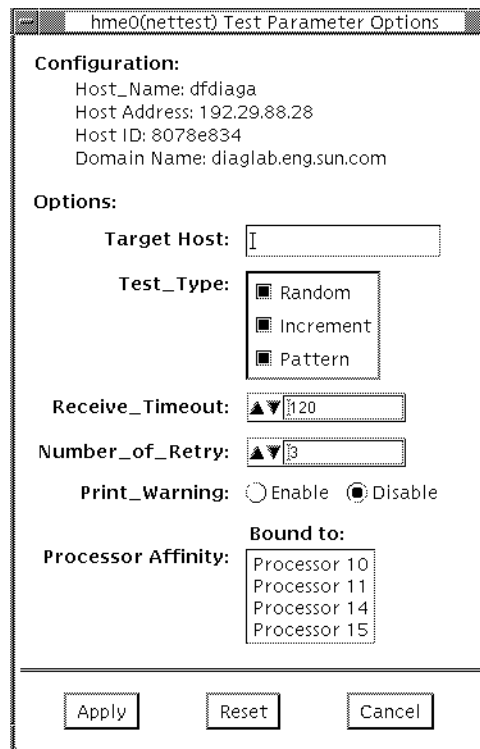 hme0(nettest) Test Parameter Options
Configuration:
Host_Name: dfdiaga
Host Address: 192.29.88.28
Host ID: 8078e834
Domain Name: diaglab.eng.sun.com
Options:
Target Host:
Test_Type:
Random
Increment
Pattern
Receive_Timeout: 120
Number_of_Retry: 3
Print_Warning: Enable Disable
Bound to:
Processor Affinity:
Processor 10
Processor 11
Processor 14
Processor 15
Apply Reset Cancel